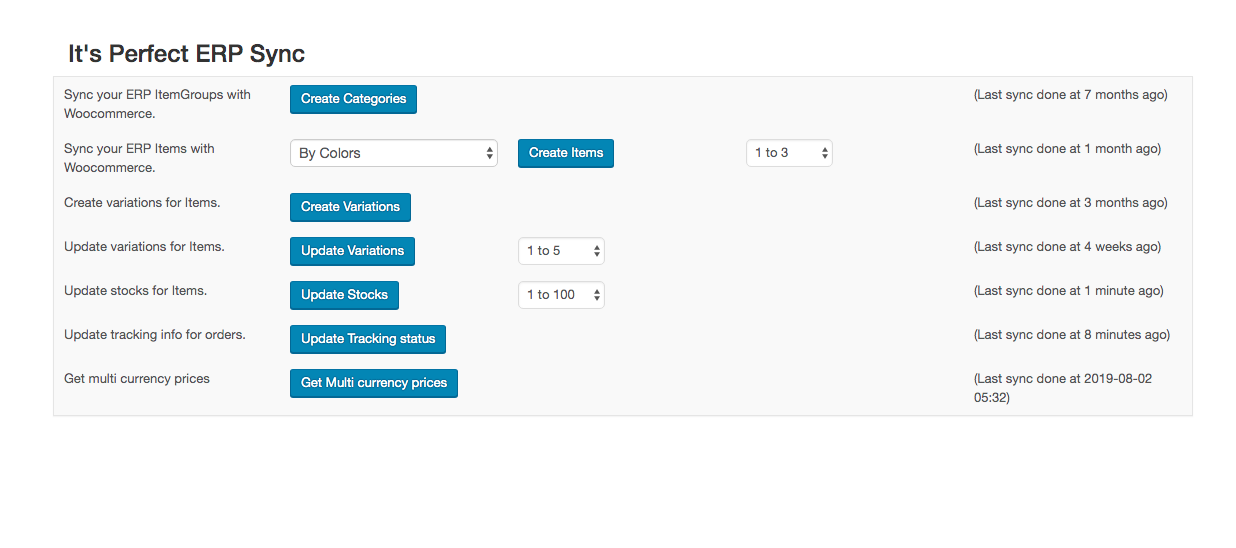 It's Perfect ERP Sync
Sync your ERP ItemGroups with
Woocommerce.
Create Categories
(Last sync done at 7 months ago)
Sync your ERP Items with
Woocommerce.
By Colors
Create Items
1 to 3
(Last sync done at 1 month ago)
Create variations for Items.
Create Variations
(Last sync done at 3 months ago)
Update variations for Items.
Update Variations
1 to 5
(Last sync done at 4 weeks ago)
Update stocks for Items.
Update Stocks
1 to 100
(Last sync done at 1 minute ago)
Update tracking info for orders.
Update Tracking status
(Last sync done at 8 minutes ago)
Get multi currency prices
Get Multi currency prices
(Last sync done at 2019-08-02
05:32)